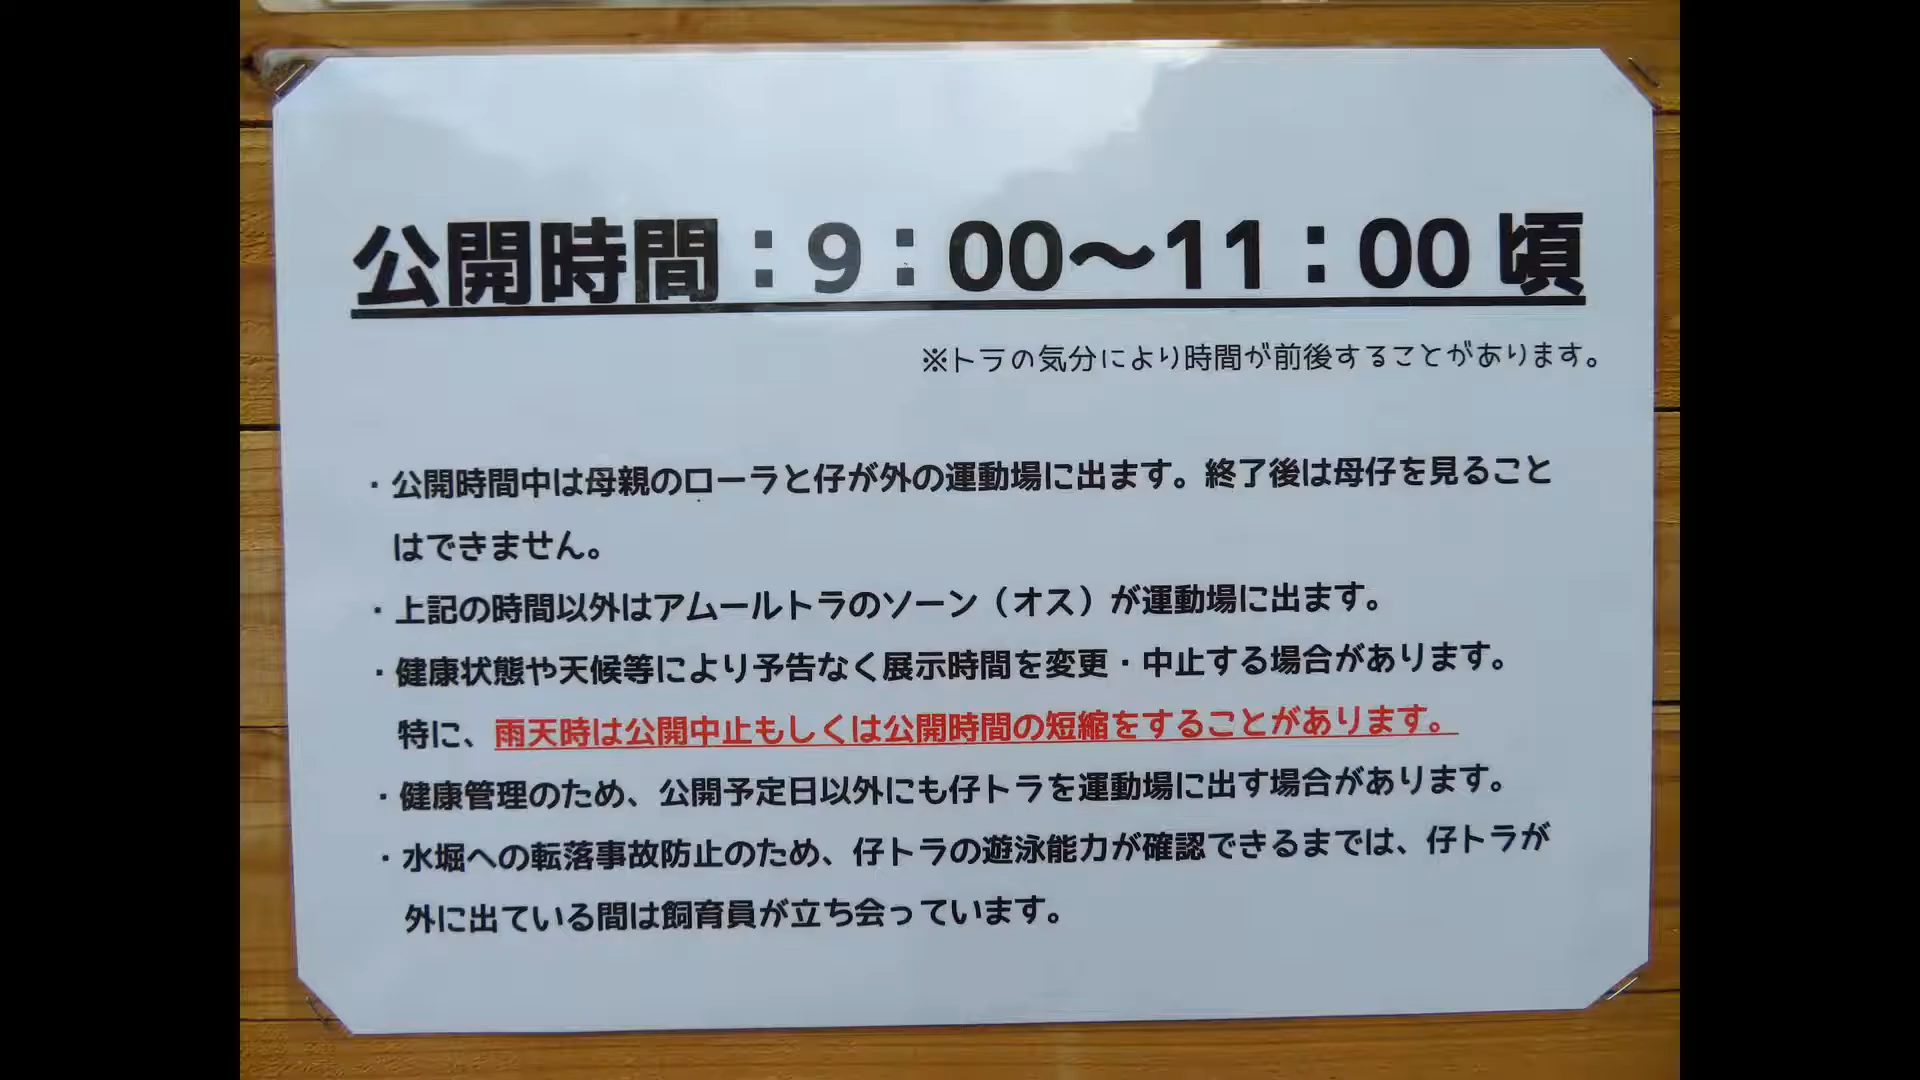 公開時間：9：00～11：00 頃
※トラの気分により時間が前後することがあります。
・公開時間中は母親のローラと仔が外の運動場に出ます。終了後は母仔を見ること
はできません。
・上記の時間以外はアムールトラのソーン（オス）が運動場に出ます。
・健康状態や天候等により予告なく展示時間を変更・中止する場合があります。
特に、雨天時は公開中止もしくは公開時間の短縮をすることがあります。
・健康管理のため、公開予定日以外にも仔トラを運動場に出す場合があります。
・水堀への転落事故防止のため、仔トラの遊泳能力が確認できるまでは、仔トラが
外に出ている間は飼育員が立ち会っています。